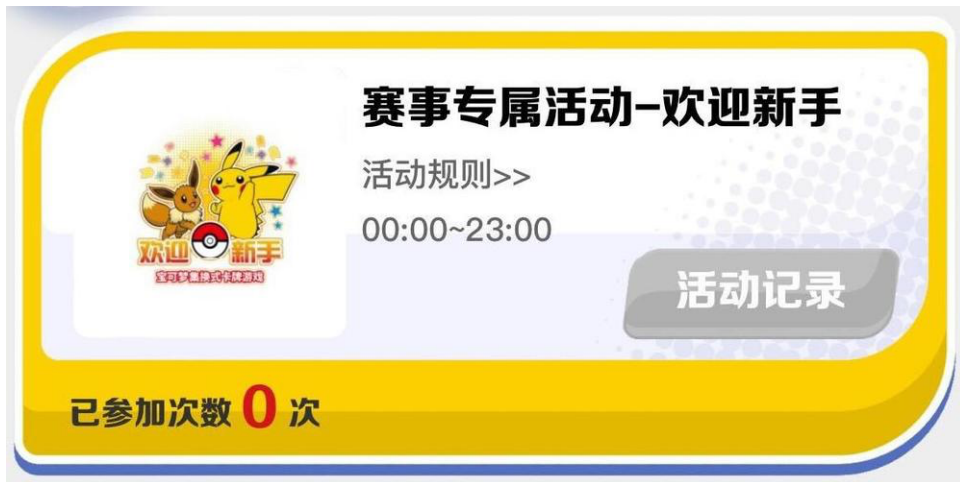 赛事专属活动-欢迎新手
活动规则>>
00:00~23:00
欢迎新手
宝可梦集换式卡牌游戏
活动记录
已参加次数 0 次